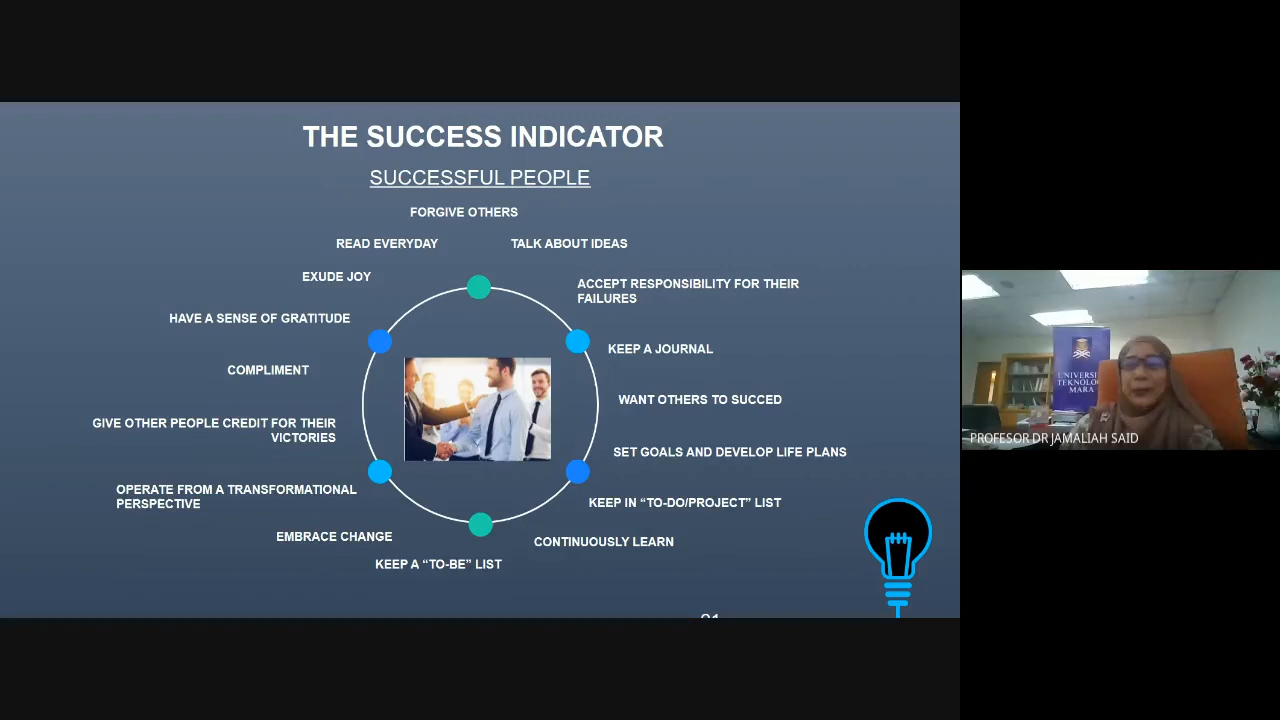 THE SUCCESS INDICATOR
SUCCESSFUL PEOPLE
FORGIVE OTHERS
READ EVERYDAY
TALK ABOUT IDEAS
EXUDE JOY
ACCEPT RESPONSIBILITY FOR THEIR
FAILURES
HAVE A SENSE OF GRATITUDE
KEEP A JOURNAL
COMPLIMENT
WANT OTHERS TO SUCCED
GIVE OTHER PEOPLE CREDIT FOR THEIR
VICTORIES
SET GOALS AND DEVELOP LIFE PLANS
OPERATE FROM A TRANSFORMATIONAL
PERSPECTIVE
KEEP IN “TO-DO/PROJECT” LIST
EMBRACE CHANGE
CONTINUOUSLY LEARN
KEEP A “TO-BE” LIST
UNIVERSI
TEKNOLO
MARA
PROFESOR DR JAMALIAH SAID